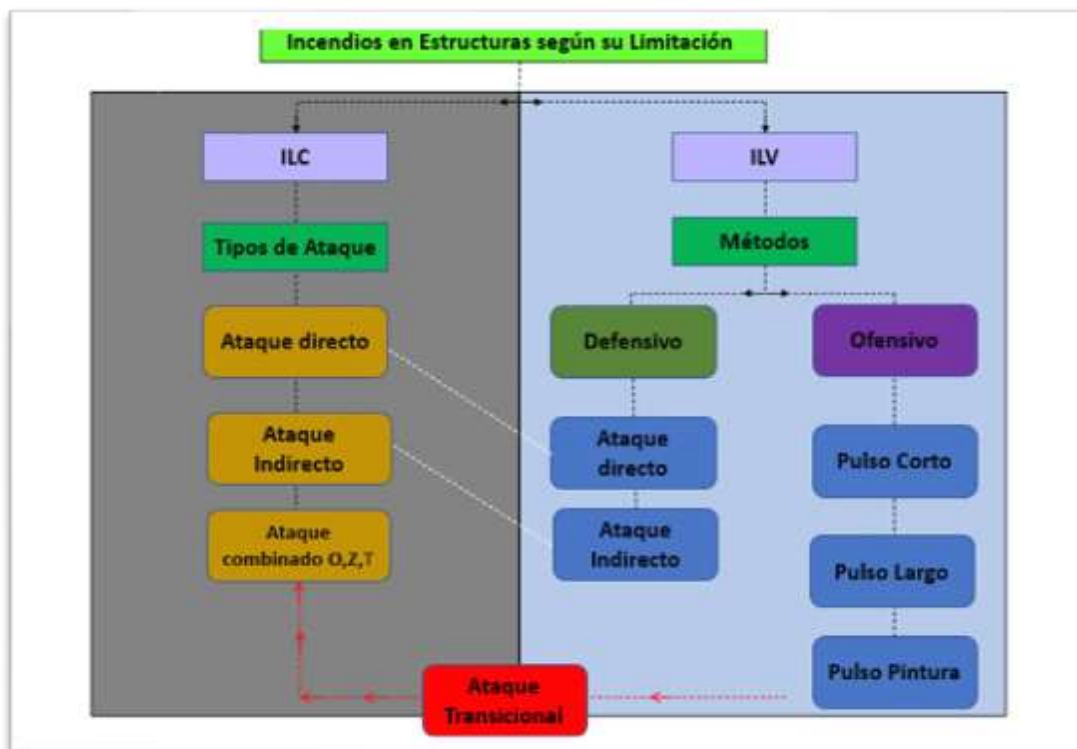 Incendios en Estructuras según su Limitación
ILC
Tipos de Ataque
Ataque directo
Ataque
Indirecto
Ataque
combinado O,Z,T
ILV
Métodos
Defensivo
Ataque
directo
Ataque
Indirecto
Ofensivo
Pulso Corto
Pulso Largo
Pulso Pintura
Ataque
Transicional